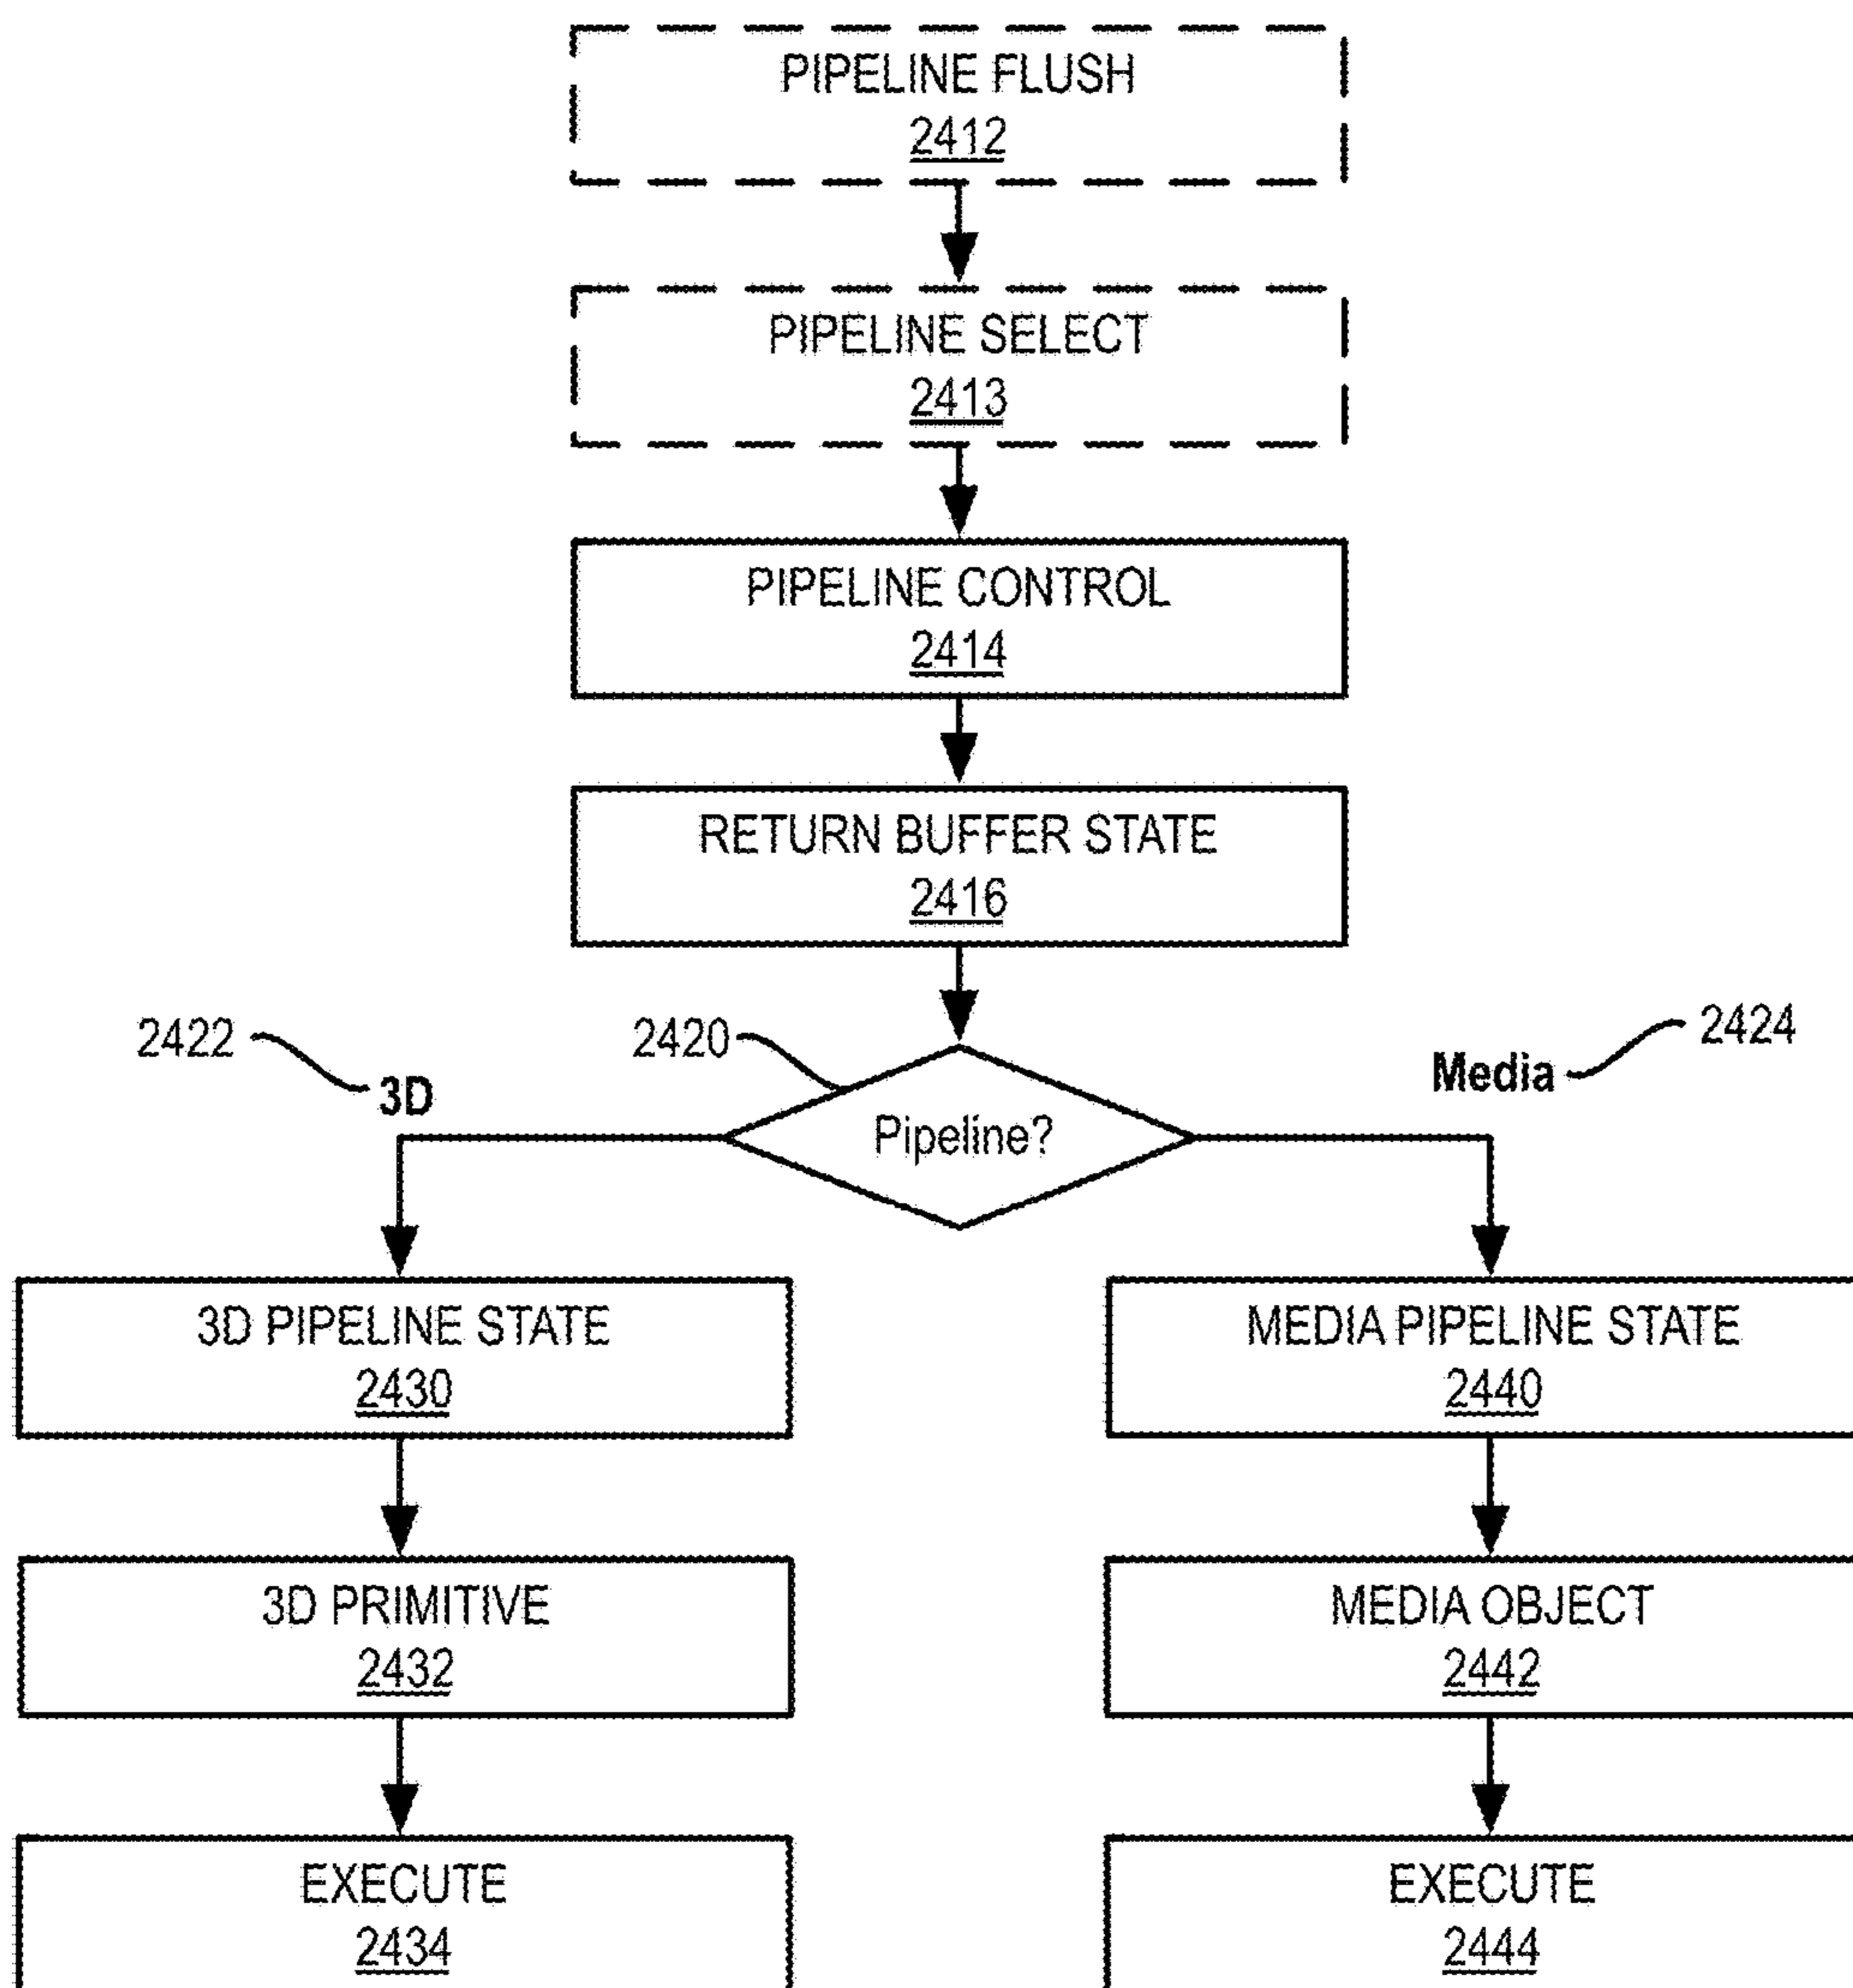 PIPELINE FLUSH
2412
PIPELINE SELECT
2413
PIPELINE CONTROL
2414
RETURN BUFFER STATE
2416
2422
2420
2424
3D
Media
Pipeline?
3D PIPELINE STATE
2430
MEDIA PIPELINE STATE
2440
3D PRIMITIVE
2432
MEDIA OBJECT
2442
EXECUTE
2434
EXECUTE
2444